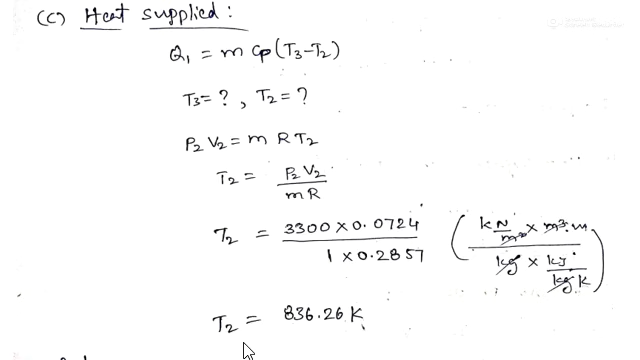 (c) Heat supplied :
Q₁ = m Cp (T₃-T₂)
T₃ = ? , T₂ = ?
P₂ V₂ = m R T₂
T₂ = P₂ V₂ / m R
T₂ = 3300 × 0.0724 / 1 × 0.2857 ( kN/m² × m³.m / kg × kJ/kg K )
T₂ = 836.26 K